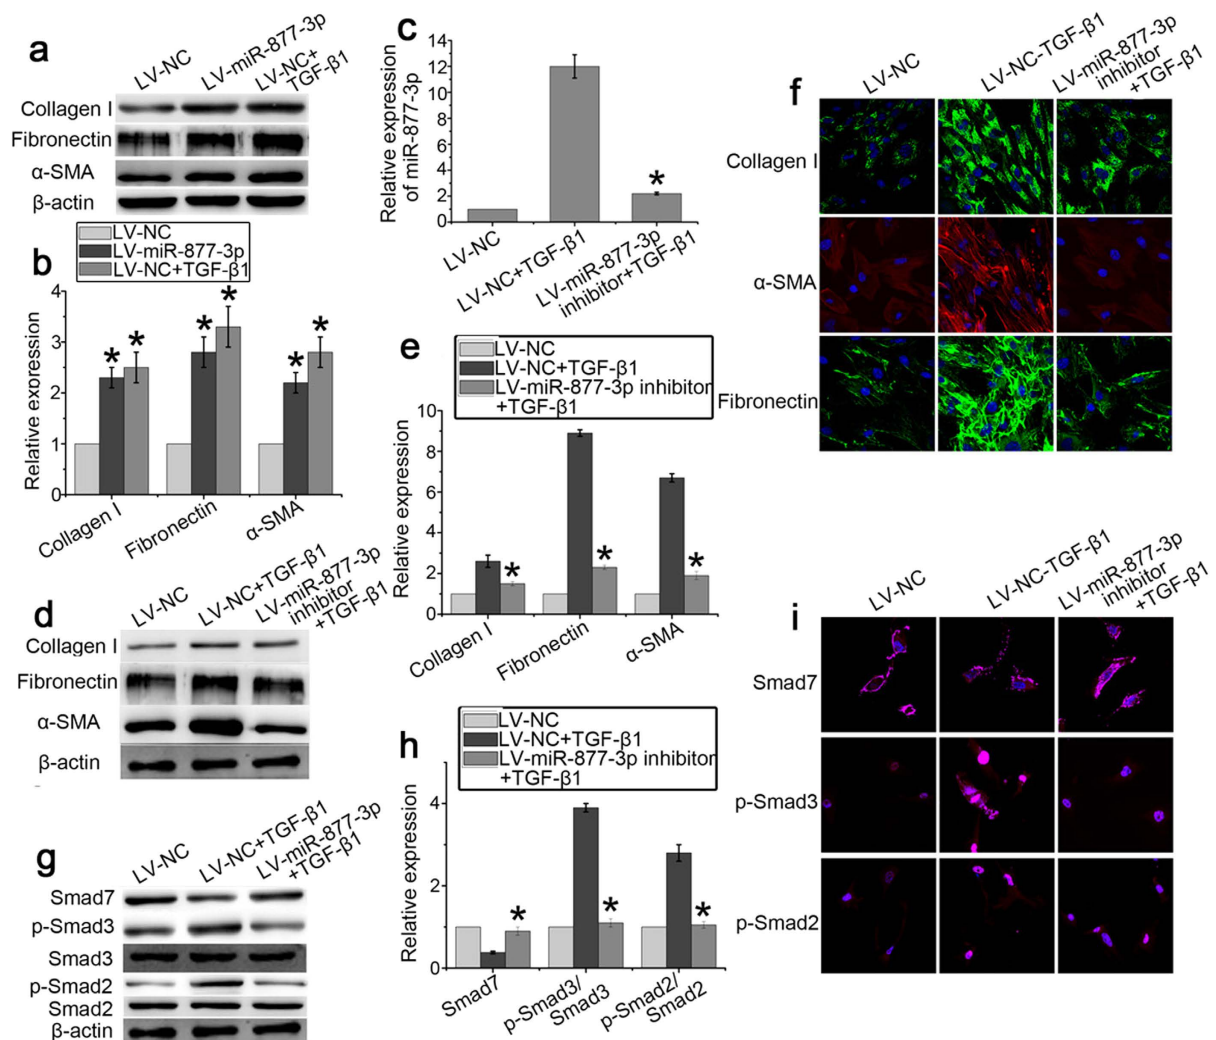 a
LV-NC
LV-miR-877-3p
LV-NC+
TGF-β1
Collagen I
Fibronectin
α-SMA
β-actin
b
LV-NC
LV-miR-877-3p
LV-NC+TGF-β1
Relative expression
4
3
2
1
0
* * * * * *
Collagen I
Fibronectin
α-SMA
c
Relative expression
of miR-877-3p
14
12
10
8
6
4
2
0
*
LV-NC
LV-NC+TGF-β1
LV-miR-877-3p
inhibitor+TGF-β1
d
LV-NC
LV-NC+TGF-β1
LV-miR-877-3p
inhibitor
+TGF-β1
Collagen I
Fibronectin
α-SMA
β-actin
e
LV-NC
LV-NC+TGF-β1
LV-miR-877-3p inhibitor
+TGF-β1
Relative expression
10
8
6
4
2
0
* * *
Collagen I
Fibronectin
α-SMA
f
LV-NC
LV-NC-TGF-β1
LV-miR-877-3p
inhibitor
+TGF-β1
Collagen I
α-SMA
Fibronectin
g
LV-NC
LV-NC+TGF-β1
LV-miR-877-3p
+TGF-β1
Smad7
p-Smad3
Smad3
p-Smad2
Smad2
β-actin
h
LV-NC
LV-NC+TGF-β1
LV-miR-877-3p inhibitor
+TGF-β1
Relative expression
4
2
0
* * *
Smad7
p-Smad3/
Smad3
p-Smad2/
Smad2
i
LV-NC
LV-NC-TGF-β1
LV-miR-877-3p
inhibitor
+TGF-β1
Smad7
p-Smad3
p-Smad2